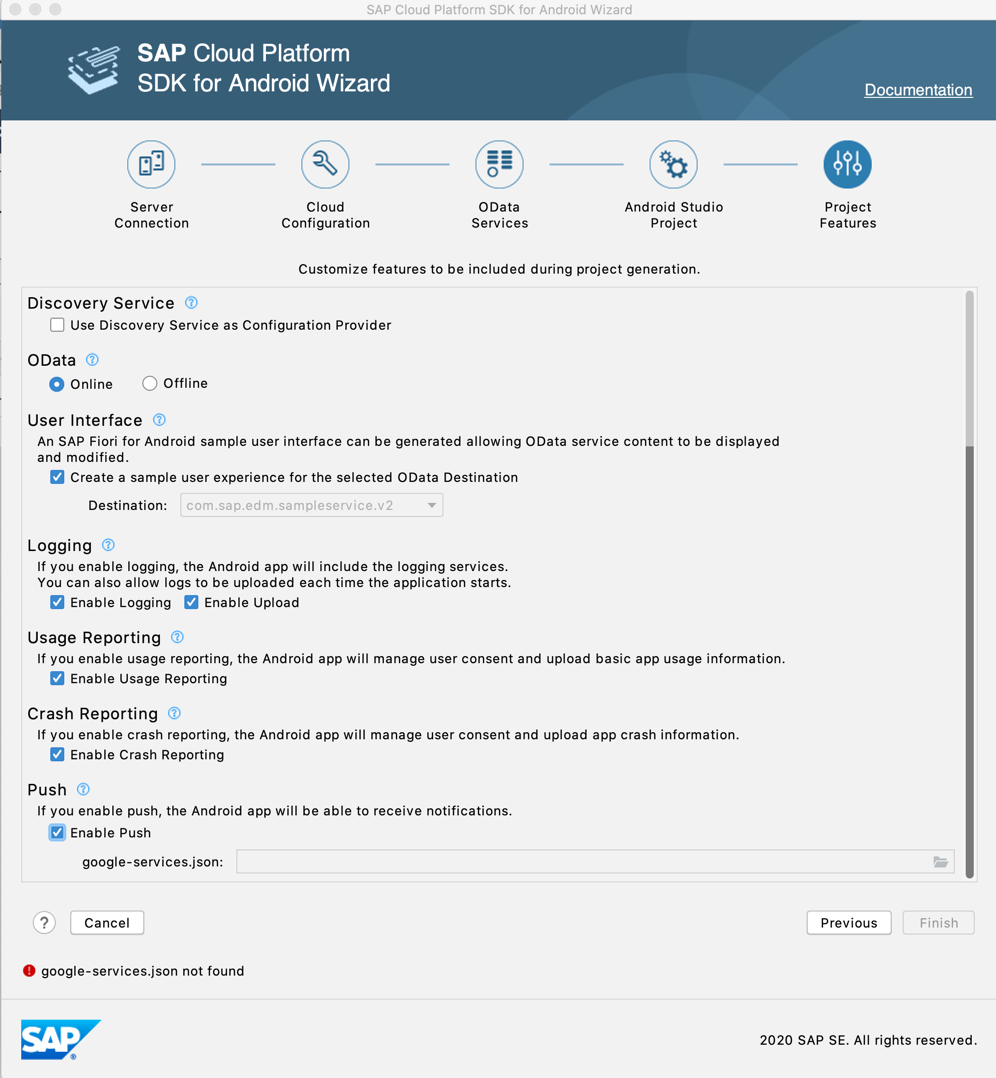 SAP Cloud Platform SDK for Android Wizard
SAP Cloud Platform
SDK for Android Wizard
Documentation
Server
Connection
Cloud
Configuration
OData
Services
Android Studio
Project
Project
Features
Customize features to be included during project generation.
Discovery Service ?
Use Discovery Service as Configuration Provider
OData ?
Online Offline
User Interface ?
An SAP Fiori for Android sample user interface can be generated allowing OData service content to be displayed
and modified.
Create a sample user experience for the selected OData Destination
Destination: com.sap.edm.sampleservice.v2
Logging ?
If you enable logging, the Android app will include the logging services.
You can also allow logs to be uploaded each time the application starts.
Enable Logging Enable Upload
Usage Reporting ?
If you enable usage reporting, the Android app will manage user consent and upload basic app usage information.
Enable Usage Reporting
Crash Reporting ?
If you enable crash reporting, the Android app will manage user consent and upload app crash information.
Enable Crash Reporting
Push ?
If you enable push, the Android app will be able to receive notifications.
Enable Push
google-services.json:
? Cancel Previous Finish
! google-services.json not found
SAP ®
2020 SAP SE. All rights reserved.